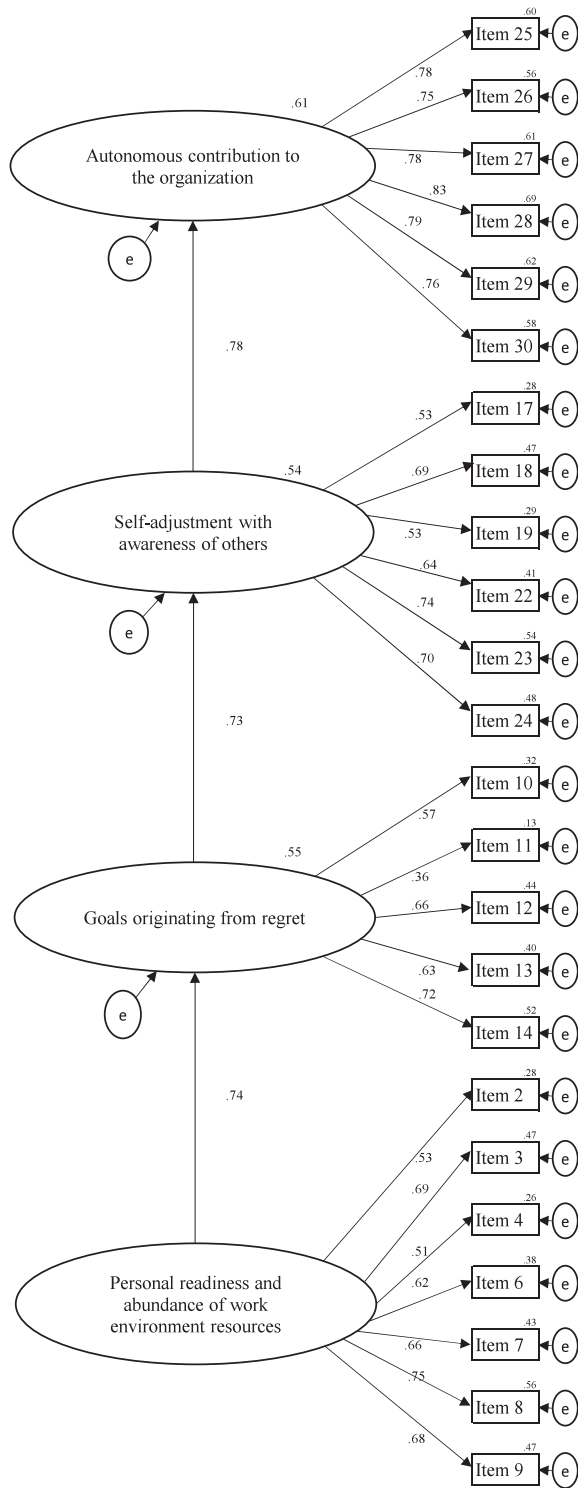 .60
Item 25
e
.78
.56
.61
Item 26
e
.75
.61
Autonomous contribution to
the organization
Item 27
e
.78
.83
.69
Item 28
e
.79
.62
e
Item 29
e
.76
.58
Item 30
e
.78
.28
Item 17
e
.53
.47
.54
Item 18
e
.69
.29
Self-adjustment with
awareness of others
Item 19
e
.53
.64
.41
Item 22
e
.74
.54
e
Item 23
e
.70
.48
Item 24
e
.73
.32
Item 10
e
.57
.13
.55
Item 11
e
.36
.44
.66
Goals originating from regret
Item 12
e
.40
.63
Item 13
e
.72
.52
e
Item 14
e
.74
.28
Item 2
e
.53
.47
Item 3
e
.69
.26
Item 4
e
.51
.38
Personal readiness and
abundance of work
environment resources
.62
Item 6
e
.43
.66
Item 7
e
.75
.56
Item 8
e
.68
.47
Item 9
e